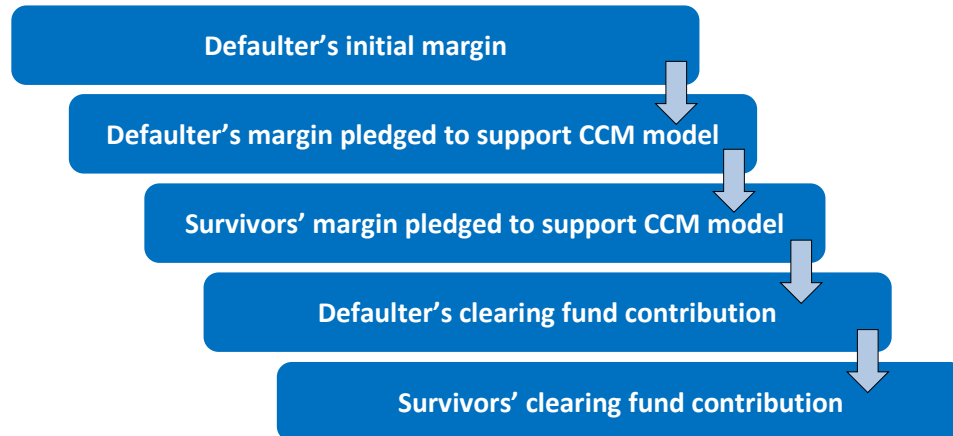 Defaulter’s initial margin
Defaulter’s margin pledged to support CCM model
Survivors’ margin pledged to support CCM model
Defaulter’s clearing fund contribution
Survivors’ clearing fund contribution